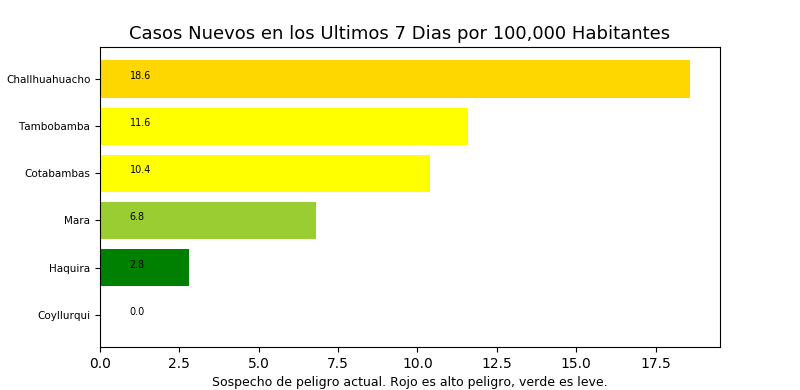 Casos Nuevos en los Ultimos 7 Dias por 100,000 Habitantes
Challhuahuacho 18.6
Tambobamba 11.6
Cotabambas 10.4
Mara 6.8
Haquira 2.8
Coyllurqui 0.0
0.0 2.5 5.0 7.5 10.0 12.5 15.0 17.5
Sospecho de peligro actual. Rojo es alto peligro, verde es leve.